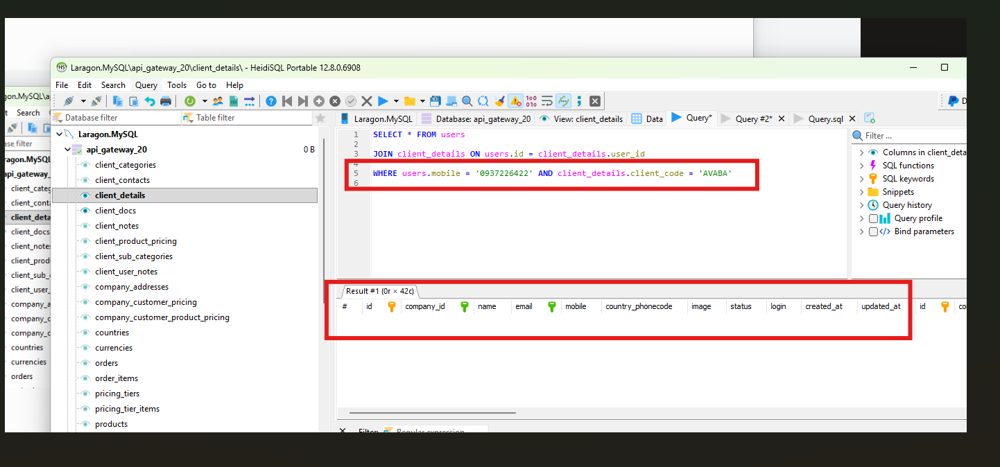 Laragon.MySQL\api_gateway_20\client_details\ - HeidiSQL Portable 12.8.0.6908
File Edit Search Query Tools Go to Help
Database filter
Table filter
Laragon.MySQL
Database: api_gateway_20
View: client_details
Data
Query*
Query #2*
Query.sql
Laragon.MySQL
api_gateway_20 0 B
client_categories
client_contacts
client_details
client_docs
client_notes
client_product_pricing
client_sub_categories
client_user_notes
company_addresses
company_customer_pricing
company_customer_product_pricing
countries
currencies
orders
order_items
pricing_tiers
pricing_tier_items
products
1 SELECT * FROM users
2
3 JOIN client_details ON users.id = client_details.user_id
4
5 WHERE users.mobile = '0937226422' AND client_details.client_code = 'AVABA'
6
Filter ...
Columns in client_deta
SQL functions
SQL keywords
Snippets
Query history
Query profile
Bind parameters
Result #1 (0r × 42c)
# id company_id name email mobile country_phonecode image status login created_at updated_at id co
Filter: Regular expression
gon.MySQL\a
t Search
ase filter
ragon.MySQL
api_gateway_
client_categ
client_conta
client_deta
client_docs
client_notes
client_prod
client_sub_
client_user_
company_a
company_c
company_c
countries
currencies
orders